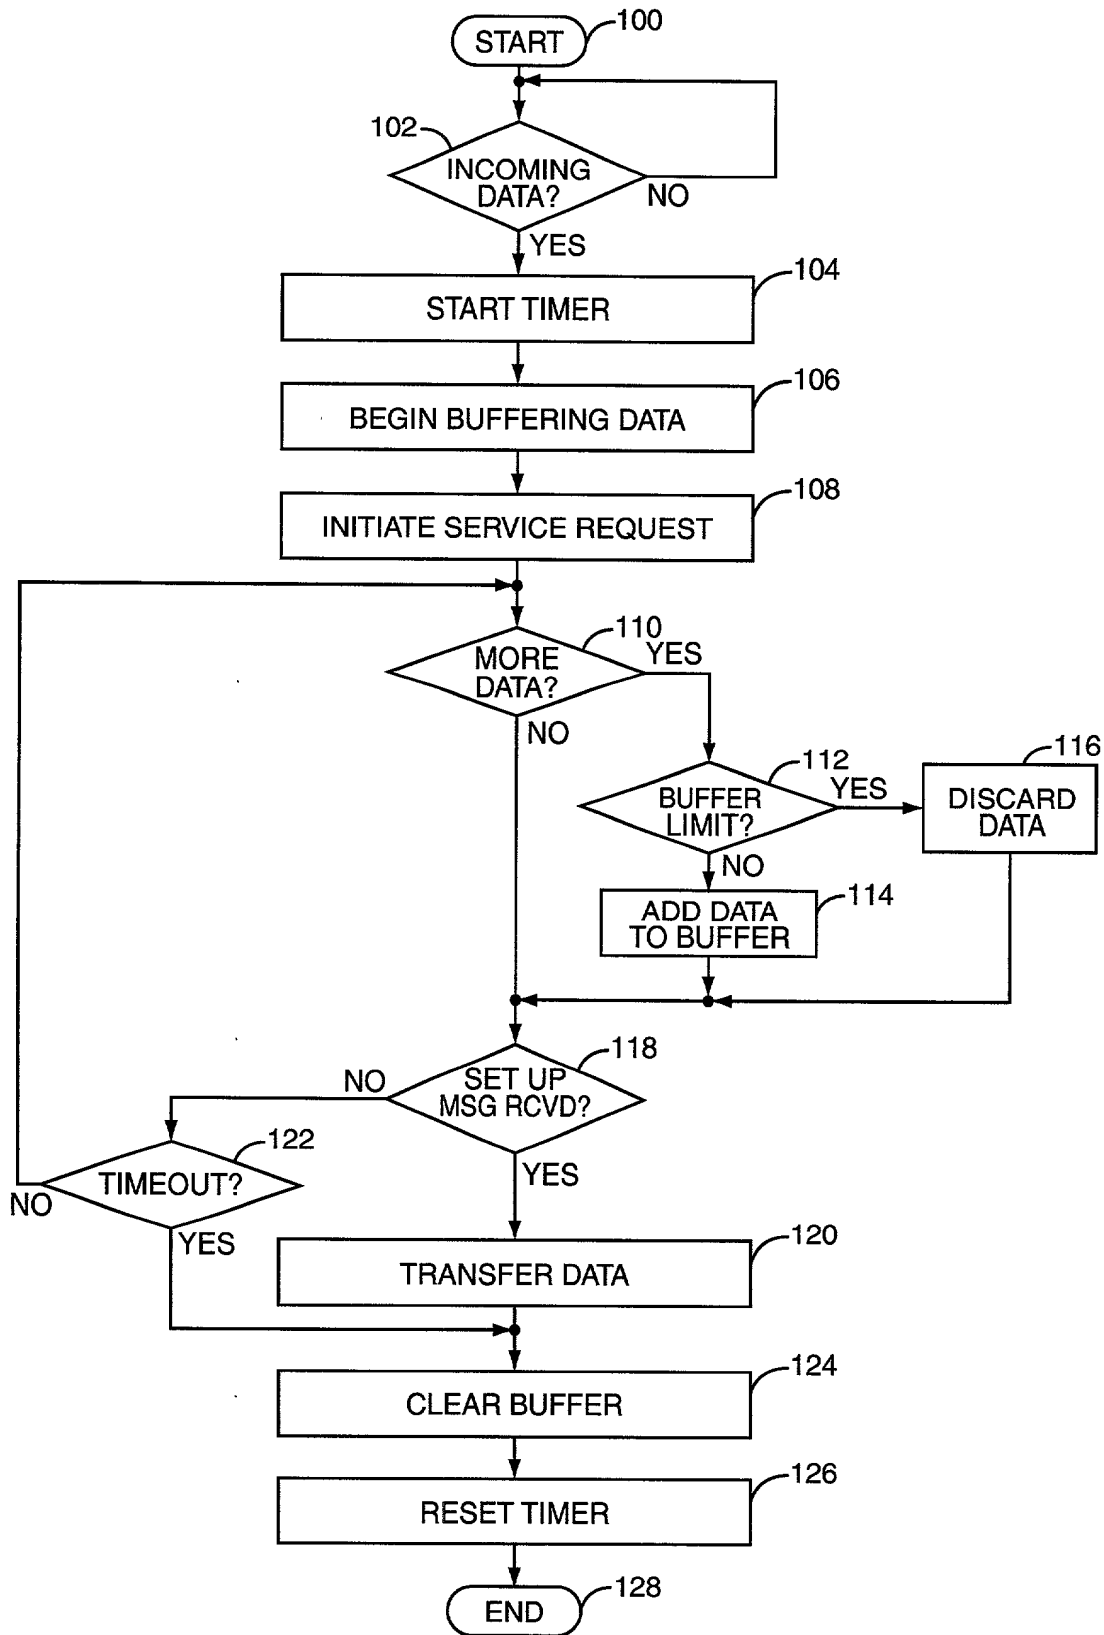 START
100
102
INCOMING
DATA?
NO
YES
104
START TIMER
106
BEGIN BUFFERING DATA
108
INITIATE SERVICE REQUEST
110
MORE
DATA?
YES
NO
112
BUFFER
LIMIT?
YES
116
DISCARD
DATA
NO
114
ADD DATA
TO BUFFER
118
SET UP
MSG RCVD?
NO
YES
122
TIMEOUT?
NO
YES
120
TRANSFER DATA
124
CLEAR BUFFER
126
RESET TIMER
128
END